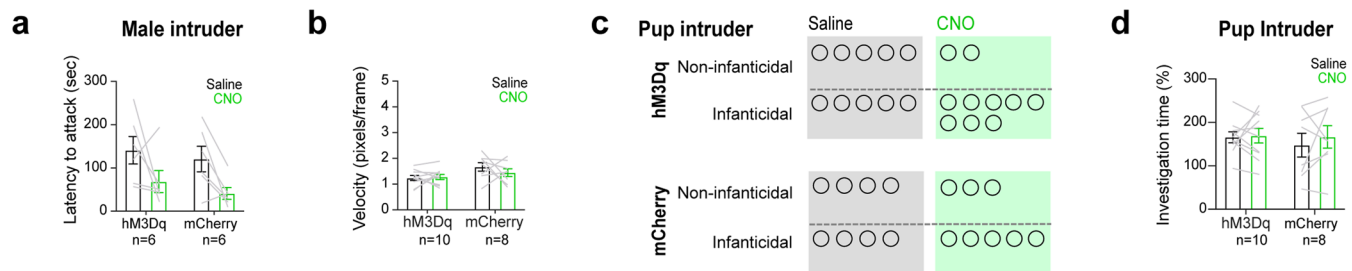 a
Male intruder
Latency to attack (sec)
300
200
100
0
Saline
CNO
hM3Dq
n=6
mCherry
n=6
b
Velocity (pixels/frame)
5
4
3
2
1
0
Saline
CNO
hM3Dq
n=10
mCherry
n=8
c
Pup intruder
Saline
CNO
hM3Dq
Non-infanticidal
Infanticidal
mCherry
Non-infanticidal
Infanticidal
d
Pup Intruder
Investigation time (%)
300
200
100
0
Saline
CNO
hM3Dq
n=10
mCherry
n=8